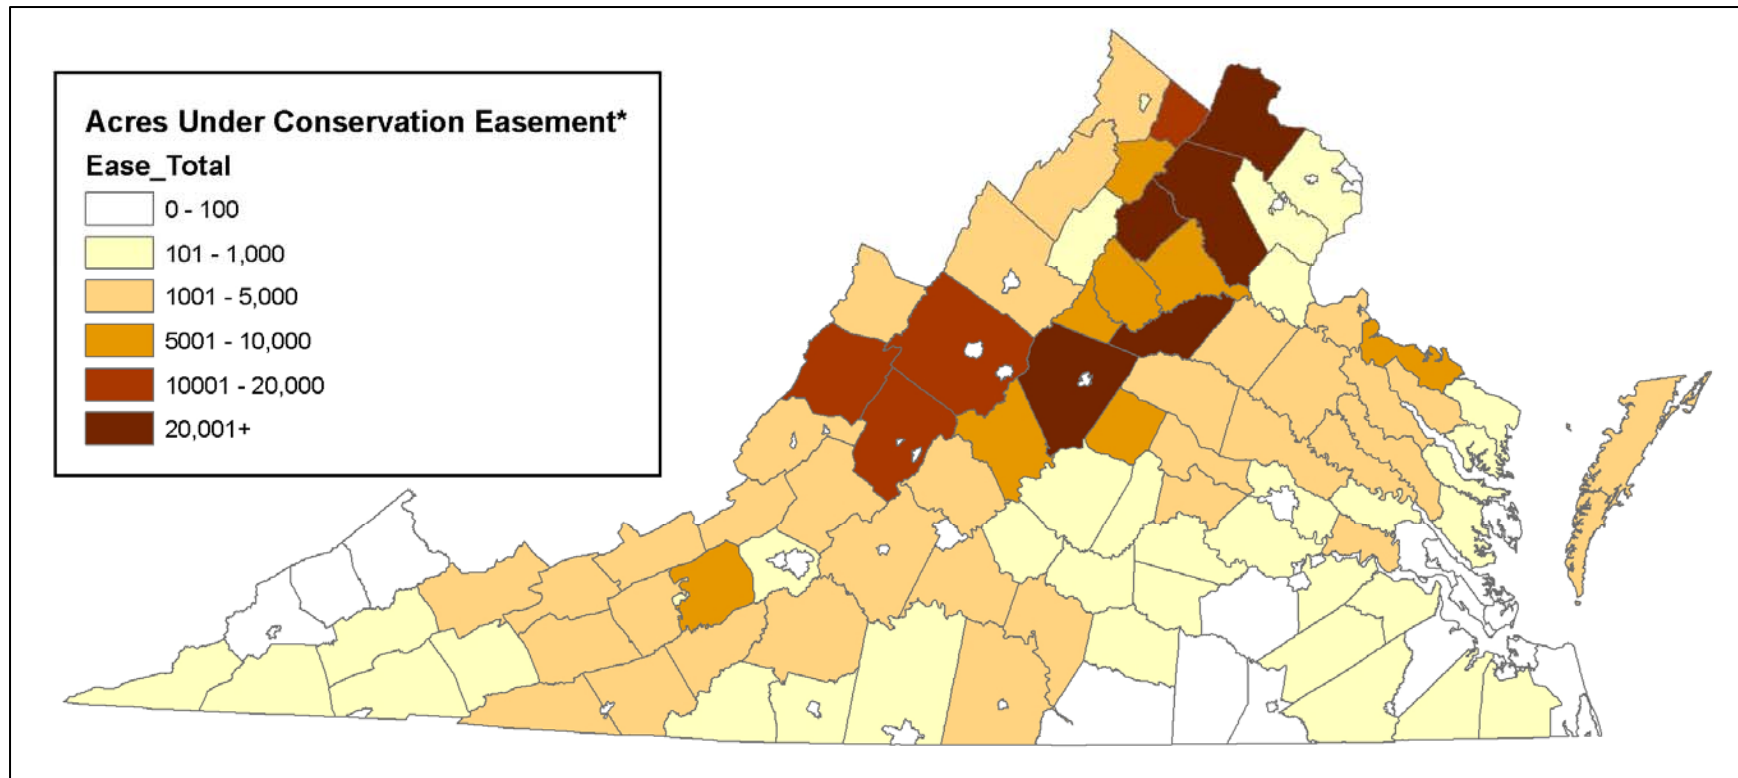 Acres Under Conservation Easement*
Ease_Total
0 - 100
101 - 1,000
1001 - 5,000
5001 - 10,000
10001 - 20,000
20,001+